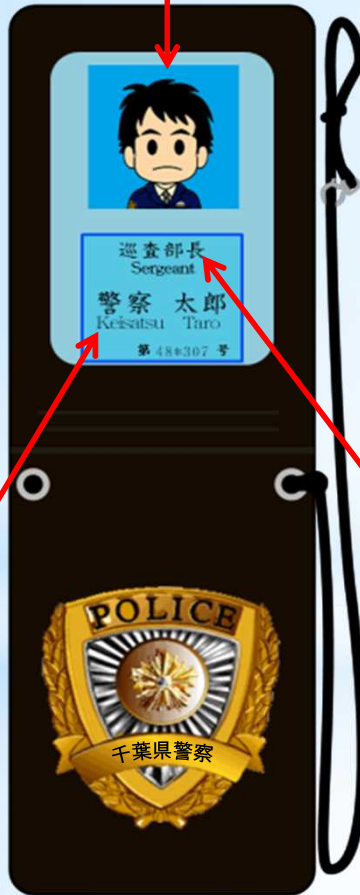 巡査部長
Sergeant
警察 太郎
Keisatsu Taro
第 48*307 号
POLICE
千葉県警察